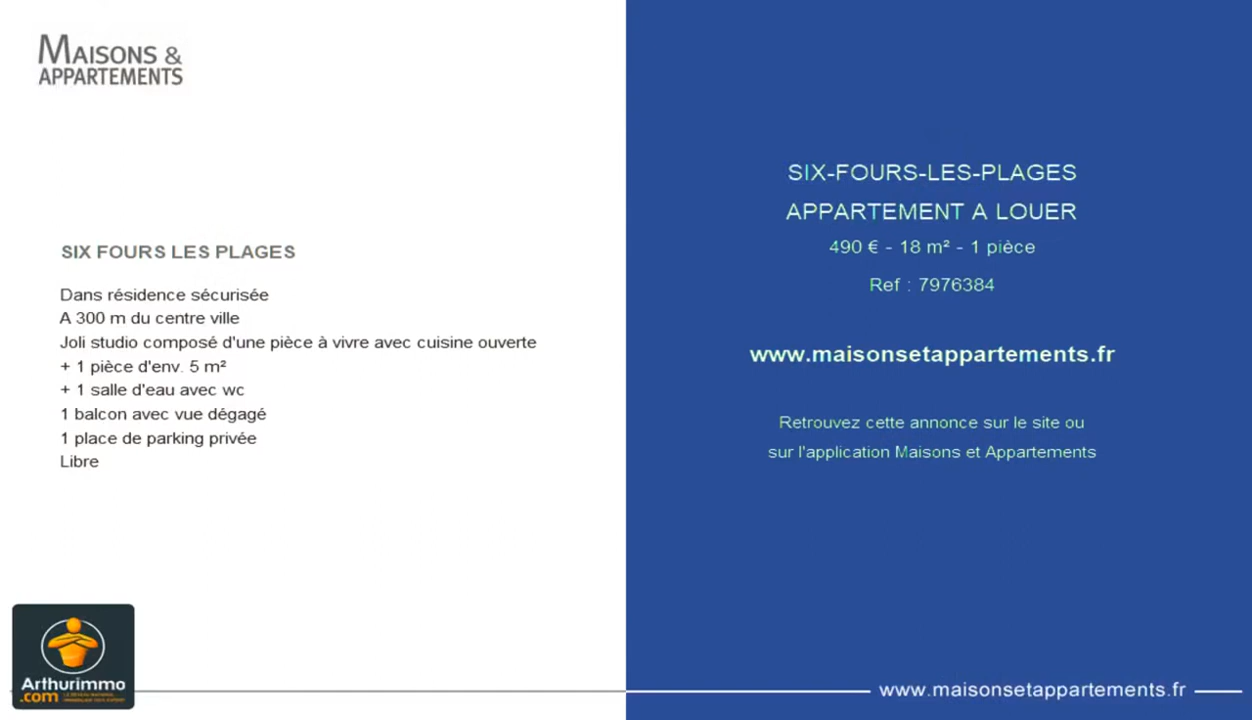 MAISONS &
APPARTEMENTS
SIX FOURS LES PLAGES
Dans résidence sécurisée
A 300 m du centre ville
Joli studio composé d'une pièce à vivre avec cuisine ouverte
+ 1 pièce d'env. 5 m²
+ 1 salle d'eau avec wc
1 balcon avec vue dégagé
1 place de parking privée
Libre
SIX-FOURS-LES-PLAGES
APPARTEMENT A LOUER
490 € - 18 m² - 1 pièce
Ref : 7976384
www.maisonsetappartements.fr
Retrouvez cette annonce sur le site ou
sur l'application Maisons et Appartements
Arthurimmo
.com
www.maisonsetappartements.fr